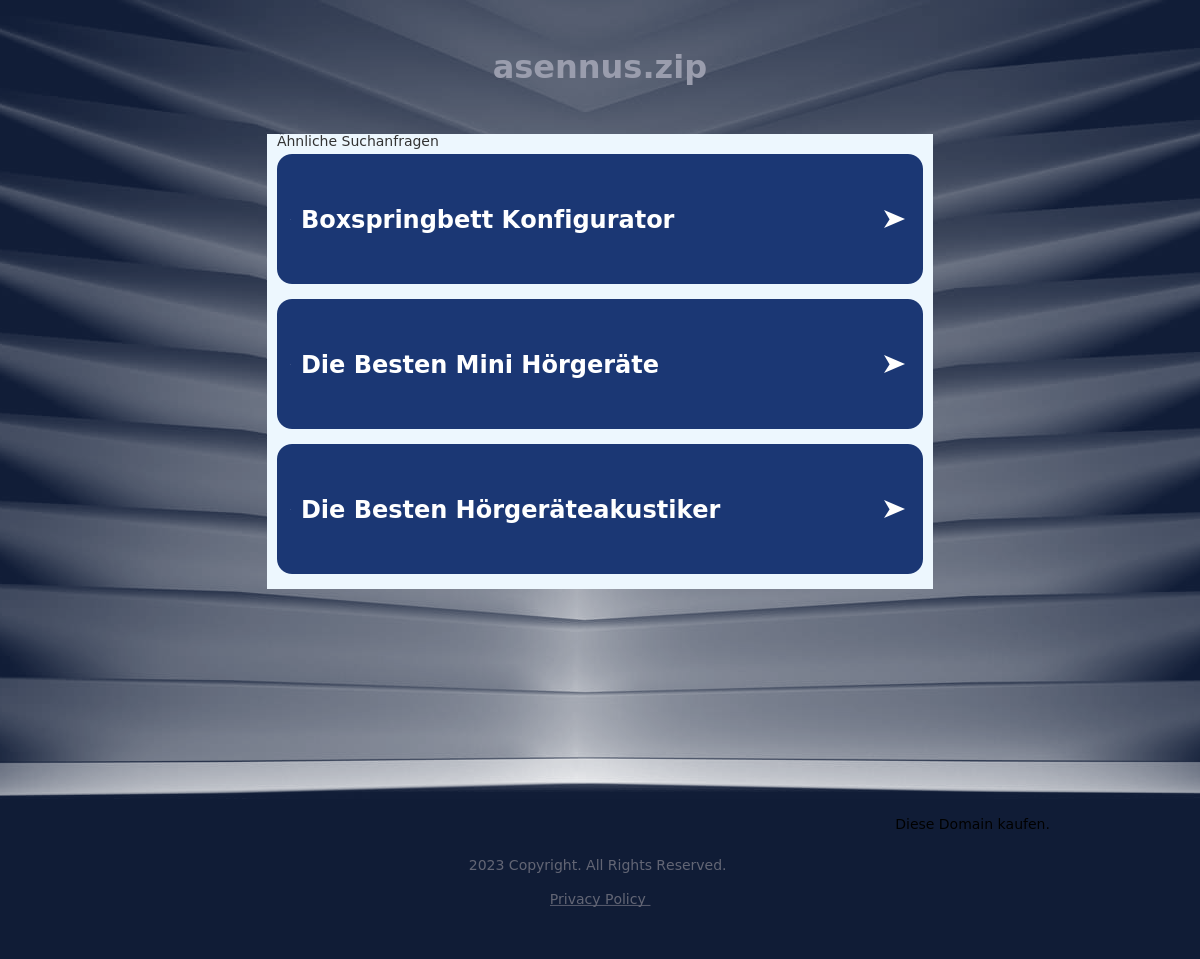 asennus.zip
Ähnliche Suchanfragen
Boxspringbett Konfigurator
Die Besten Mini Hörgeräte
Die Besten Hörgeräteakustiker
Diese Domain kaufen.
2023 Copyright. All Rights Reserved.
Privacy Policy